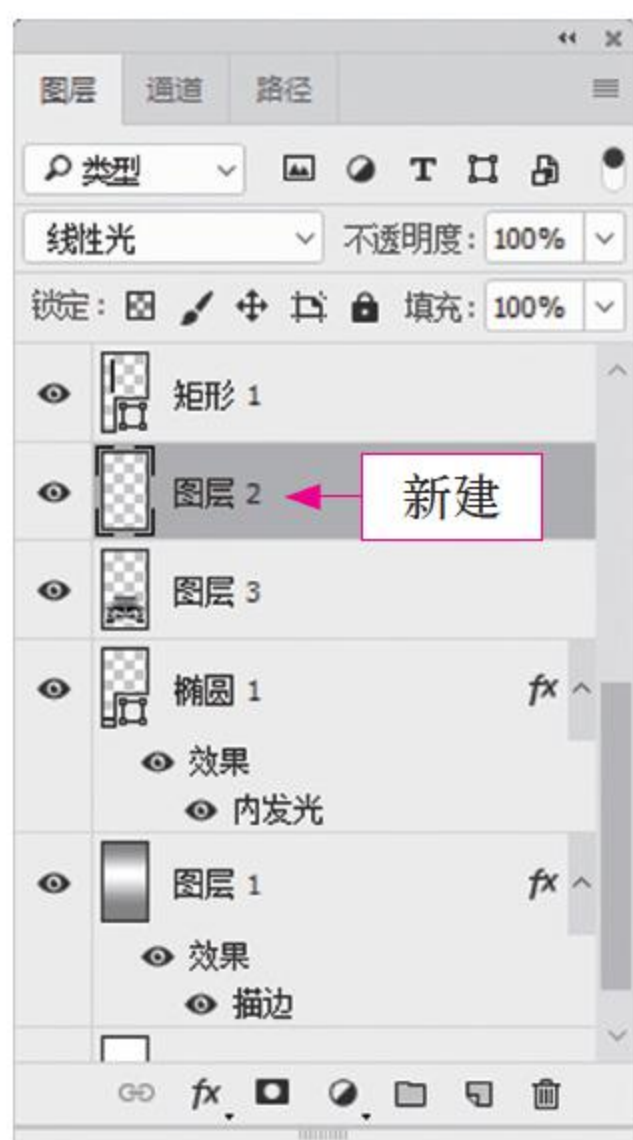 图层 通道 路径
类型 T
线性光 不透明度: 100%
锁定: 填充: 100%
矩形 1
图层 2 新建
图层 3
椭圆 1 fx
效果
内发光
图层 1 fx
效果
描边
fx